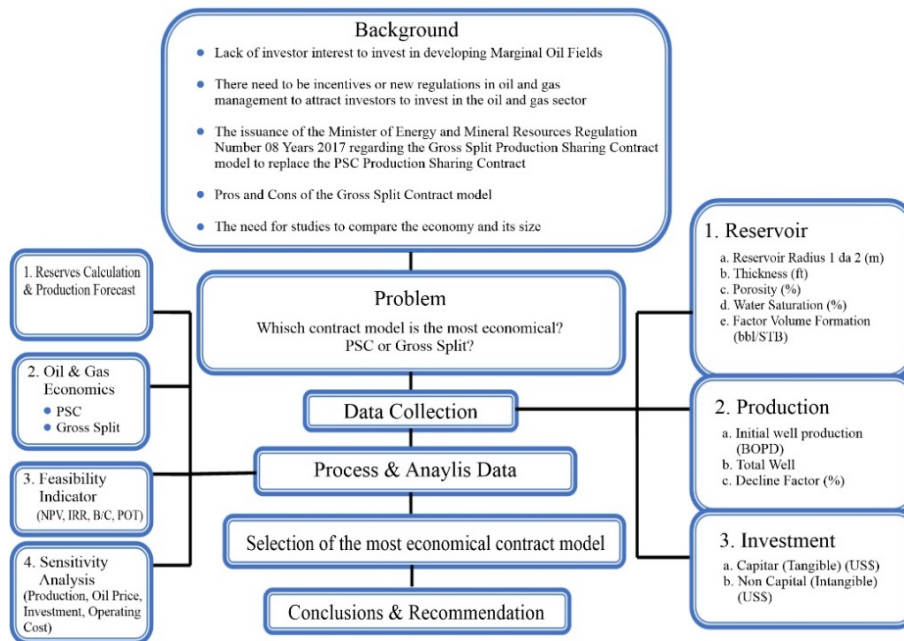 Background
Lack of investor interest to invest in developing Marginal Oil Fields
There need to be incentives or new regulations in oil and gas
management to attract investors to invest in the oil and gas sector
The issuance of the Minister of Energy and Mineral Resources Regulation
Number 08 Years 2017 regarding the Gross Split Production Sharing Contract
model to replace the PSC Production Sharing Contract
Pros and Cons of the Gross Split Contract model
The need for studies to compare the economy and its size
Problem
Whisch contract model is the most economical?
PSC or Gross Split?
Data Collection
Process & Anaylis Data
Selection of the most economical contract model
Conclusions & Recommendation
1. Reserves Calculation
& Production Forecast
2. Oil & Gas
Economics
PSC
Gross Split
3. Feasibility
Indicator
(NPV, IRR, B/C, POT)
4. Sensitivity
Analysis
(Production, Oil Price,
Investment, Operating
Cost)
1. Reservoir
a. Reservoir Radius 1 da 2 (m)
b. Thickness (ft)
c. Porosity (%)
d. Water Saturation (%)
e. Factor Volume Formation
(bbl/STB)
2. Production
a. Initial well production
(BOPD)
b. Total Well
c. Decline Factor (%)
3. Investment
a. Capitar (Tangible) (US$)
b. Non Capital (Intangible)
(US$)